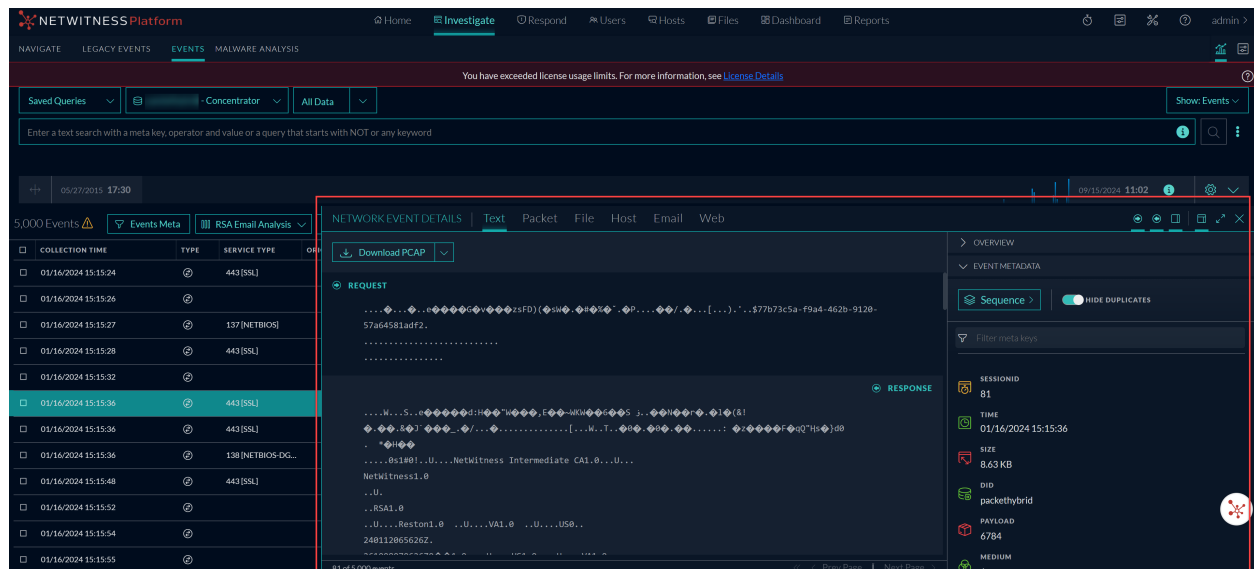 NETWITNESS Platform
Home Investigate Respond Users Hosts Files Dashboard Reports admin >
NAVIGATE LEGACY EVENTS EVENTS MALWARE ANALYSIS
You have exceeded license usage limits. For more information, see License Details
Saved Queries - Concentrator All Data Show: Events
Enter a text search with a meta key, operator and value or a query that starts with NOT or any keyword
05/27/2015 17:30 09/15/2024 11:02
5,000 Events Events Meta RSA Email Analysis
COLLECTION TIME TYPE SERVICE TYPE
01/16/2024 15:15:24 443 [SSL]
01/16/2024 15:15:26
01/16/2024 15:15:27 137 [NETBIOS]
01/16/2024 15:15:28 443 [SSL]
01/16/2024 15:15:32
01/16/2024 15:15:36 443 [SSL]
01/16/2024 15:15:36 443 [SSL]
01/16/2024 15:15:36 138 [NETBIOS-DG...
01/16/2024 15:15:48 443 [SSL]
01/16/2024 15:15:52
01/16/2024 15:15:54
01/16/2024 15:15:55
NETWORK EVENT DETAILS Text Packet File Host Email Web
Download PCAP
REQUEST
$77b73c5a-f9a4-462b-9120-
57a64581adf2.
...........................
................
RESPONSE
.....0s1#0!..U....NetWitness Intermediate CA1.0...U...
NetWitness1.0
..U.
..RSA1.0
..U....Reston1.0 ..U....VA1.0 ..U....US0..
240112065626Z.
81 of 5,000 events Prev Page Next Page
OVERVIEW
EVENT METADATA
Sequence > HIDE DUPLICATES
Filter meta keys
SESSIONID
81
TIME
01/16/2024 15:15:36
SIZE
8.63 KB
DID
packethybrid
PAYLOAD
6784
MEDIUM